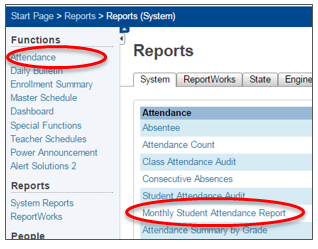 Start Page > Reports > Reports (System)
Functions
Attendance
Daily Bulletin
Enrollment Summary
Master Schedule
Dashboard
Special Functions
Teacher Schedules
Power Announcement
Alert Solutions 2
Reports
System Reports
ReportWorks
People
Reports
System
ReportWorks
State
Engine
Attendance
Absentee
Attendance Count
Class Attendance Audit
Consecutive Absences
Student Attendance Audit
Monthly Student Attendance Report
Attendance Summary by Grade